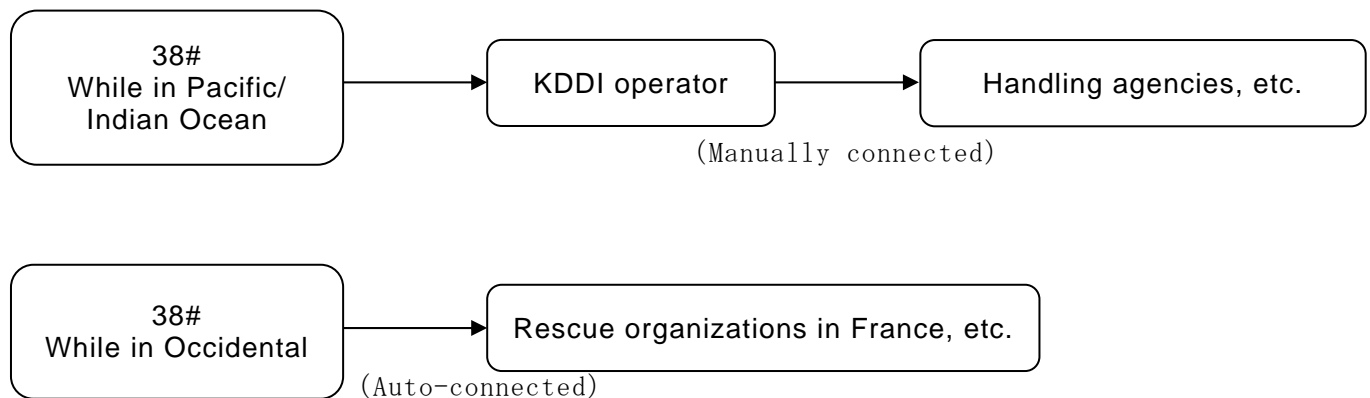 38#
While in Pacific/
Indian Ocean
KDDI operator
Handling agencies, etc.
(Manually connected)
38#
While in Occidental
Rescue organizations in France, etc.
(Auto-connected)